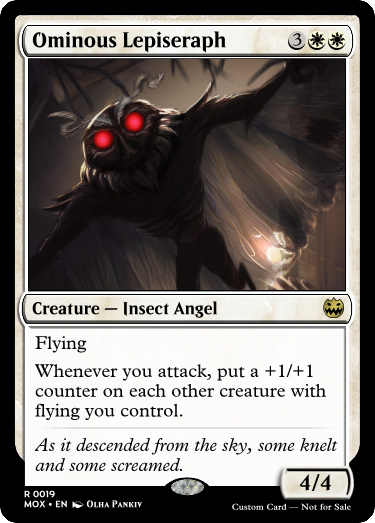 Ominous Lepiseraph 3
Creature — Insect Angel
Flying
Whenever you attack, put a +1/+1
counter on each other creature with
flying you control.
As it descended from the sky, some knelt
and some screamed.
4/4
R 0019
MOX • EN Olha Pankiv
Custom Card — Not for Sale